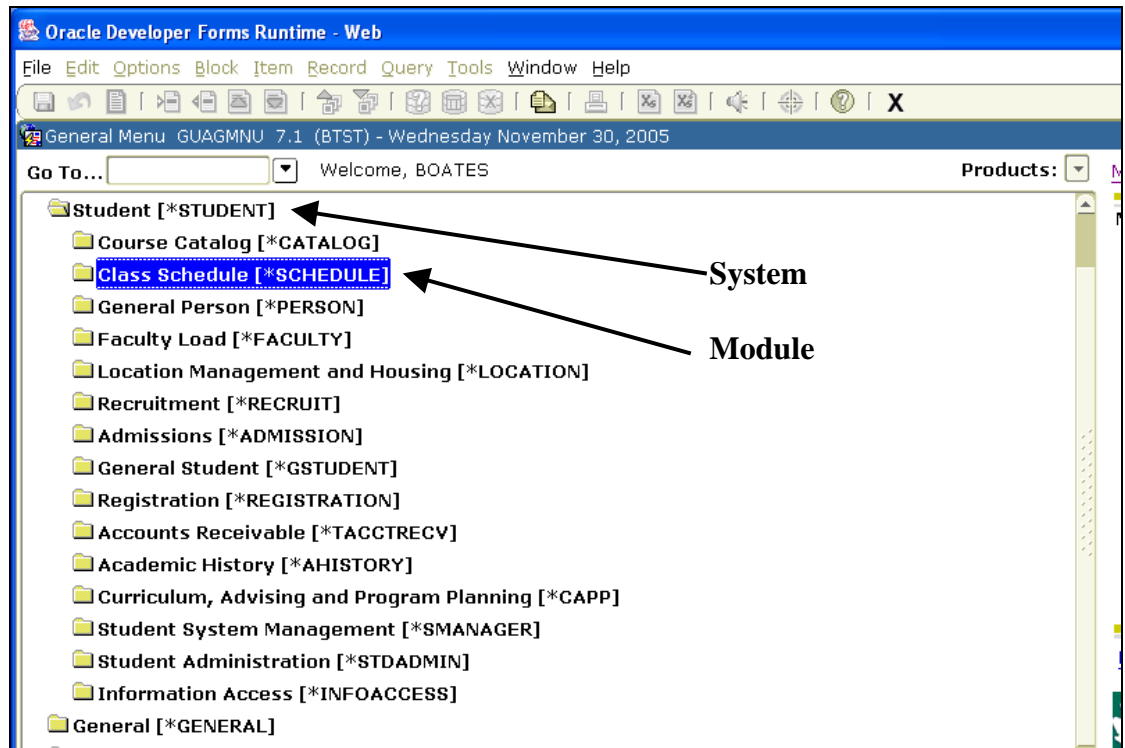 Oracle Developer Forms Runtime - Web
File Edit Options Block Item Record Query Tools Window Help
X
General Menu GUAGMNU 7.1 (BTST) - Wednesday November 30, 2005
Go To... Welcome, BOATES Products:
Student [*STUDENT]
Course Catalog [*CATALOG]
Class Schedule [*SCHEDULE]
System
General Person [*PERSON]
Faculty Load [*FACULTY]
Module
Location Management and Housing [*LOCATION]
Recruitment [*RECRUIT]
Admissions [*ADMISSION]
General Student [*GSTUDENT]
Registration [*REGISTRATION]
Accounts Receivable [*TACCTRECV]
Academic History [*AHISTORY]
Curriculum, Advising and Program Planning [*CAPP]
Student System Management [*SMANAGER]
Student Administration [*STDADMIN]
Information Access [*INFOACCESS]
General [*GENERAL]